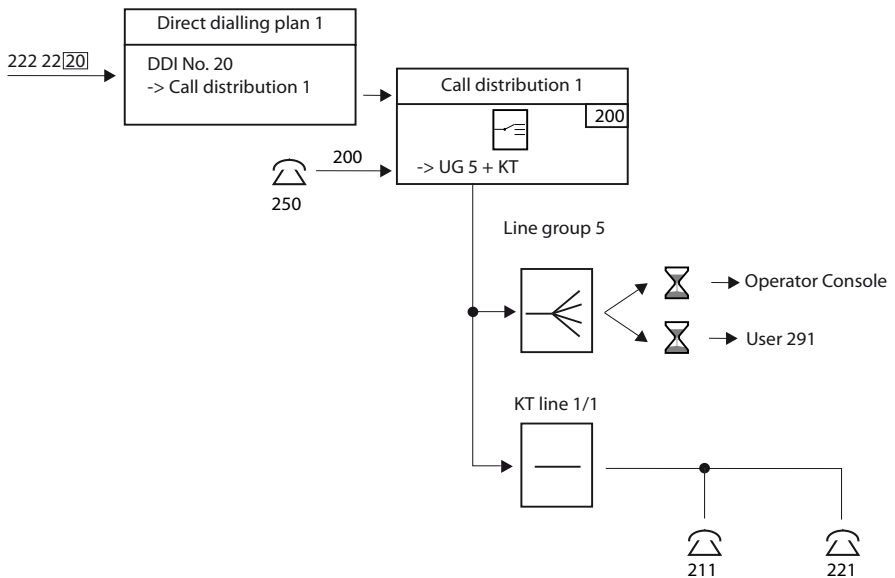 Direct dialling plan 1
222 22 20
DDI No. 20
-> Call distribution 1
Call distribution 1
200
-> UG 5 + KT
200
250
Line group 5
Operator Console
User 291
KT line 1/1
211
221